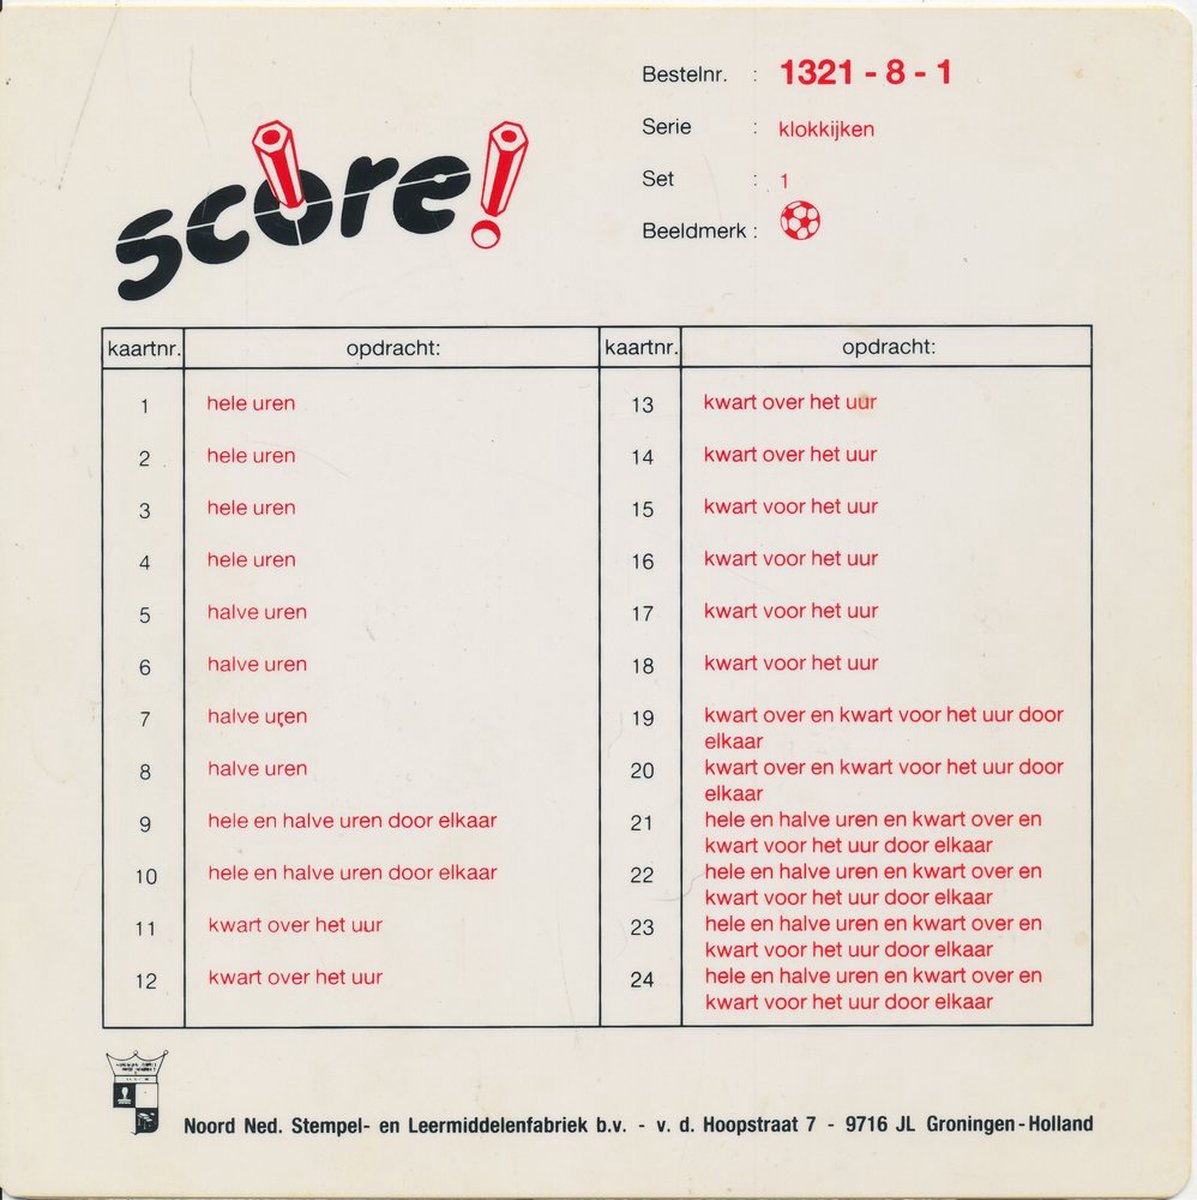 score!
Bestelnr. : 1321 - 8 - 1
Serie : klokkijken
Set : 1
Beeldmerk :
kaartnr. opdracht: kaartnr. opdracht:
1 hele uren
2 hele uren
3 hele uren
4 hele uren
5 halve uren
6 halve uren
7 halve uren
8 halve uren
9 hele en halve uren door elkaar
10 hele en halve uren door elkaar
11 kwart over het uur
12 kwart over het uur
13 kwart over het uur
14 kwart over het uur
15 kwart voor het uur
16 kwart voor het uur
17 kwart voor het uur
18 kwart voor het uur
19 kwart over en kwart voor het uur door
elkaar
20 kwart over en kwart voor het uur door
elkaar
21 hele en halve uren en kwart over en
kwart voor het uur door elkaar
22 hele en halve uren en kwart over en
kwart voor het uur door elkaar
23 hele en halve uren en kwart over en
kwart voor het uur door elkaar
24 hele en halve uren en kwart over en
kwart voor het uur door elkaar
Noord Ned. Stempel- en Leermiddelenfabriek b.v. - v. d. Hoopstraat 7 - 9716 JL Groningen-Holland